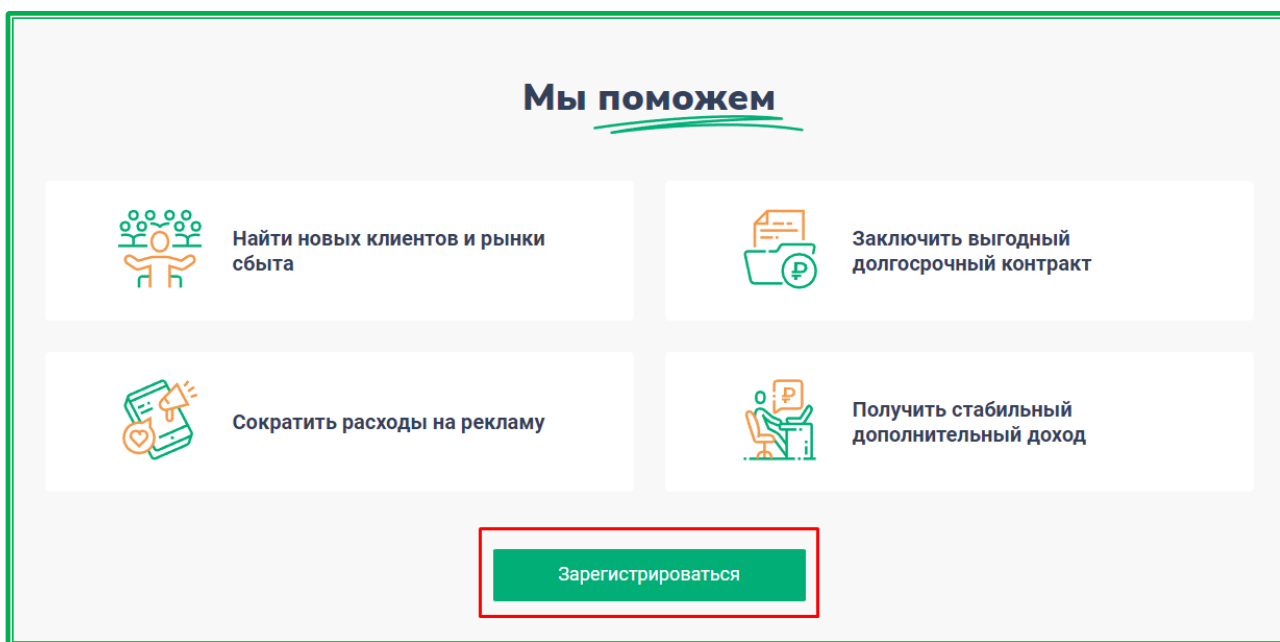 Мы поможем
Найти новых клиентов и рынки
сбыта
Заключить выгодный
долгосрочный контракт
Сократить расходы на рекламу
Получить стабильный
дополнительный доход
Зарегистрироваться